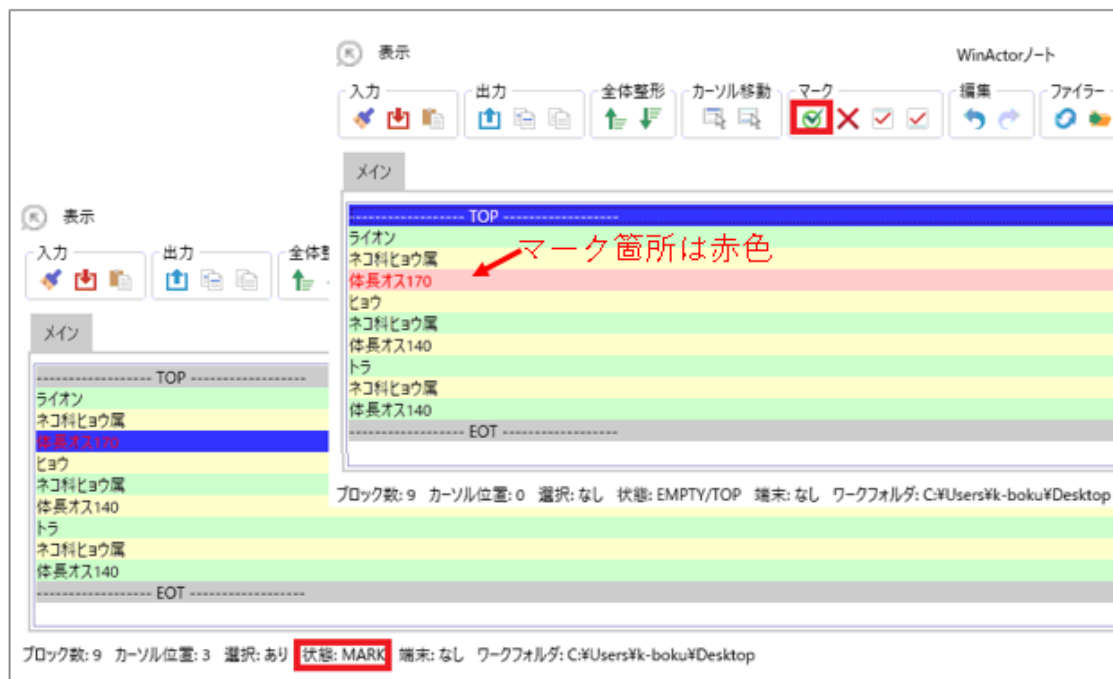 表示
WinActorノート
入力 出力 全体整形 カーソル移動 マーク 編集 ファイラー
メイン
------------------ TOP ------------------
ライオン
ネコ科ヒョウ属
体長オス170
マーク箇所は赤色
ヒョウ
ネコ科ヒョウ属
体長オス140
トラ
ネコ科ヒョウ属
体長オス140
------------------ EOT ------------------
ブロック数: 9 カーソル位置: 0 選択: なし 状態: EMPTY/TOP 端末: なし ワークフォルダ: C:¥Users¥k-boku¥Desktop
表示
入力 出力 全体整
メイン
------------------ TOP ------------------
ライオン
ネコ科ヒョウ属
体長オス170
ヒョウ
ネコ科ヒョウ属
体長オス140
トラ
ネコ科ヒョウ属
体長オス140
------------------ EOT ------------------
ブロック数: 9 カーソル位置: 3 選択: あり 状態: MARK 端末: なし ワークフォルダ: C:¥Users¥k-boku¥Desktop